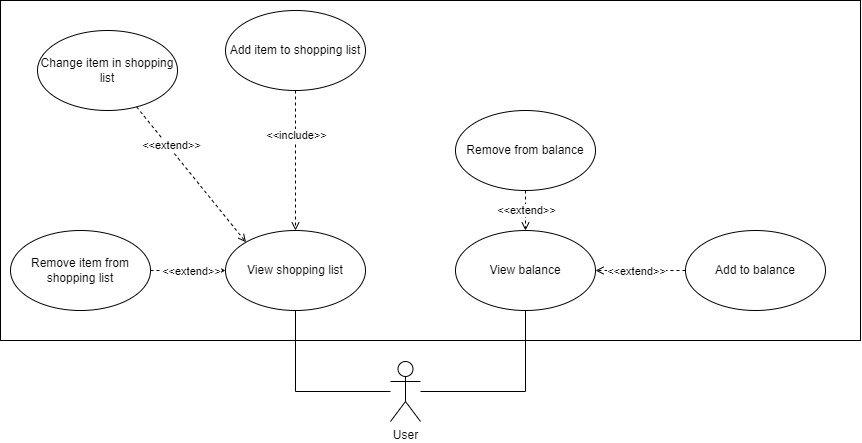 Add item to shopping list
Change item in shopping
list
<<include>>
<<extend>>
Remove from balance
<<extend>>
Remove item from
shopping list
<<extend>>
View shopping list
View balance
<<extend>>
Add to balance
User